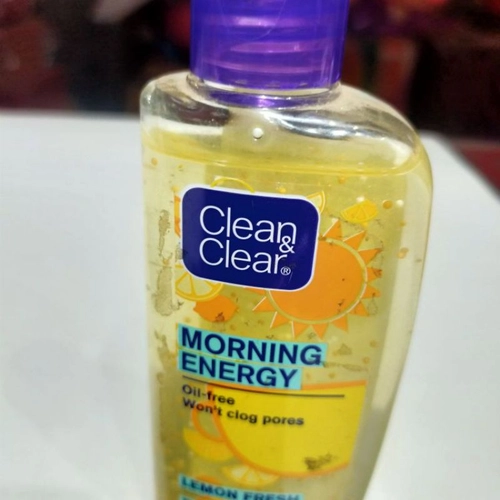 Clean
&
Clear®
MORNING
ENERGY
Oil-free
Won't clog pores
LEMON FRESH